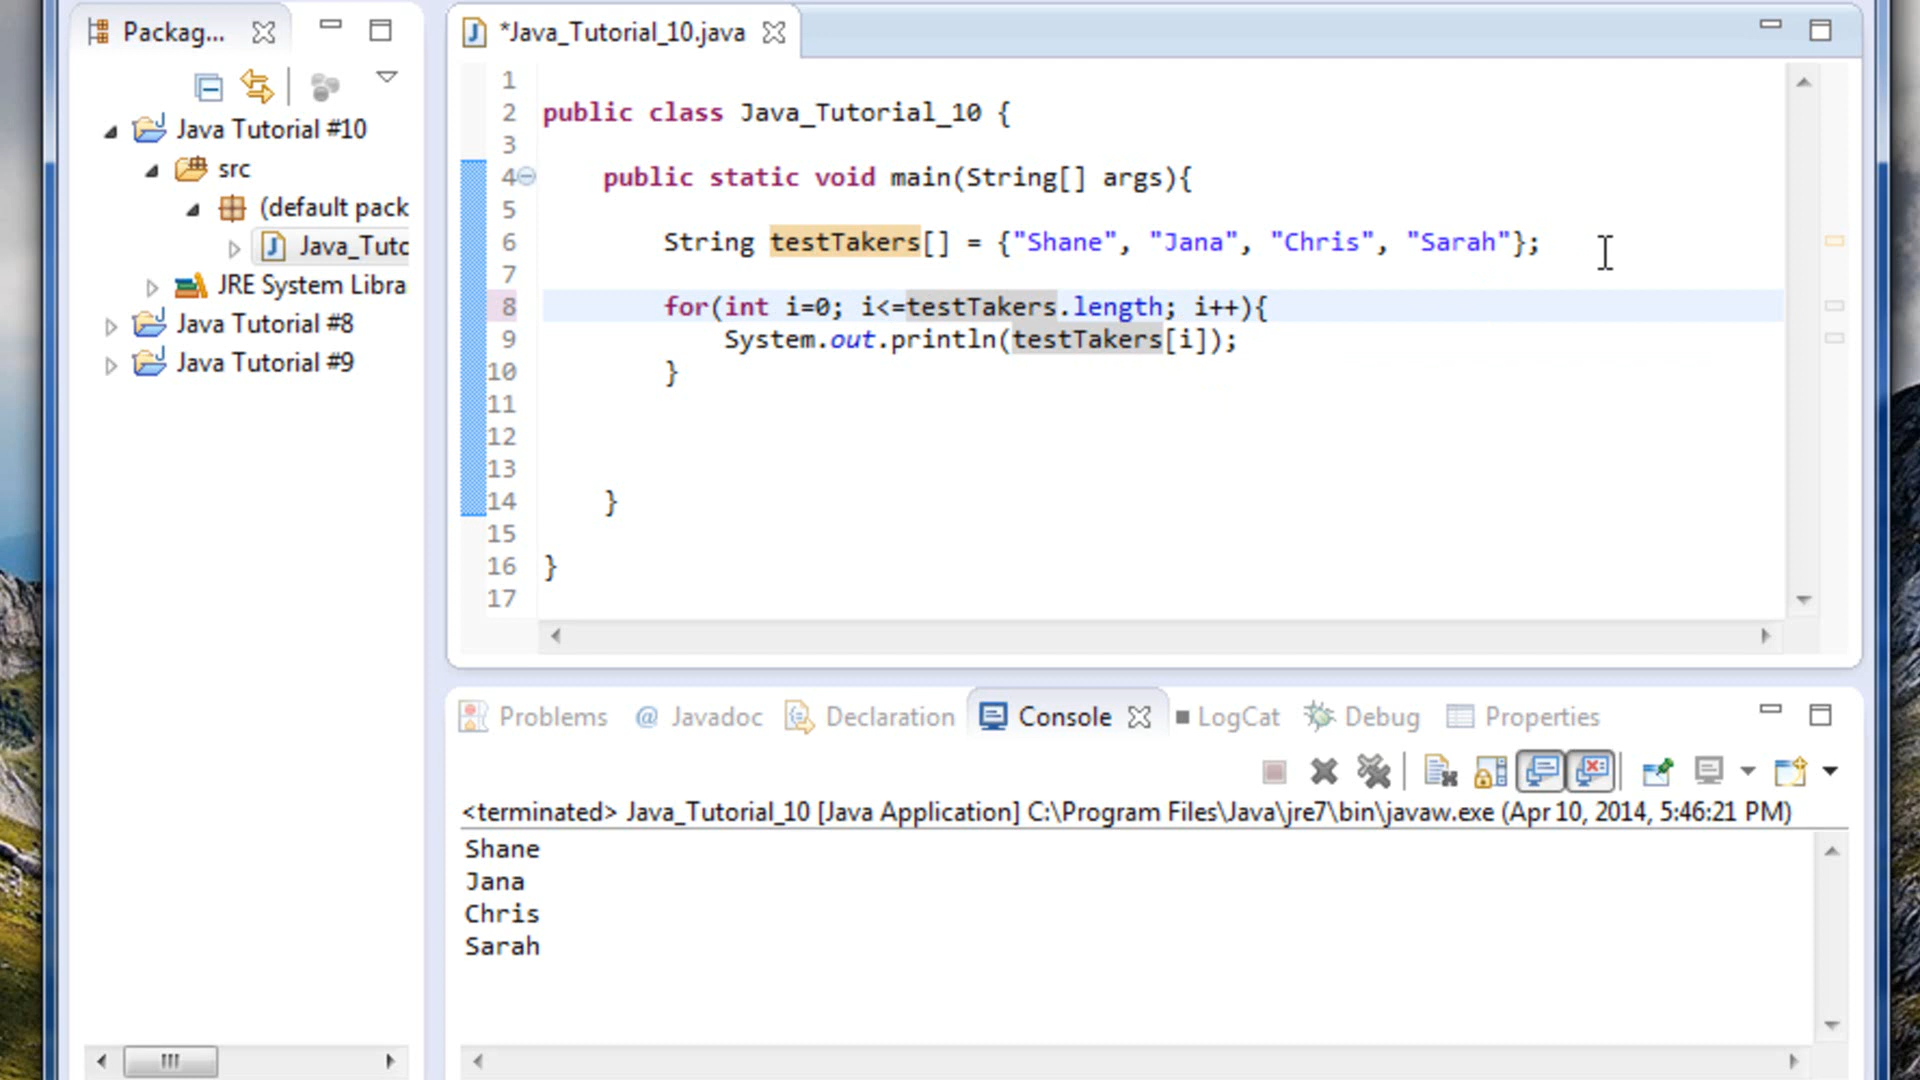 Packag...
Java Tutorial #10
src
(default pack
Java_Tutc
JRE System Libra
Java Tutorial #8
Java Tutorial #9
*Java_Tutorial_10.java
1
2 public class Java_Tutorial_10 {
3
4 public static void main(String[] args){
5
6 String testTakers[] = {"Shane", "Jana", "Chris", "Sarah"};
7
8 for(int i=0; i<=testTakers.length; i++){
9 System.out.println(testTakers[i]);
10 }
11
12
13
14 }
15
16 }
17
Problems @ Javadoc Declaration Console LogCat Debug Properties
<terminated> Java_Tutorial_10 [Java Application] C:\Program Files\Java\jre7\bin\javaw.exe (Apr 10, 2014, 5:46:21 PM)
Shane
Jana
Chris
Sarah